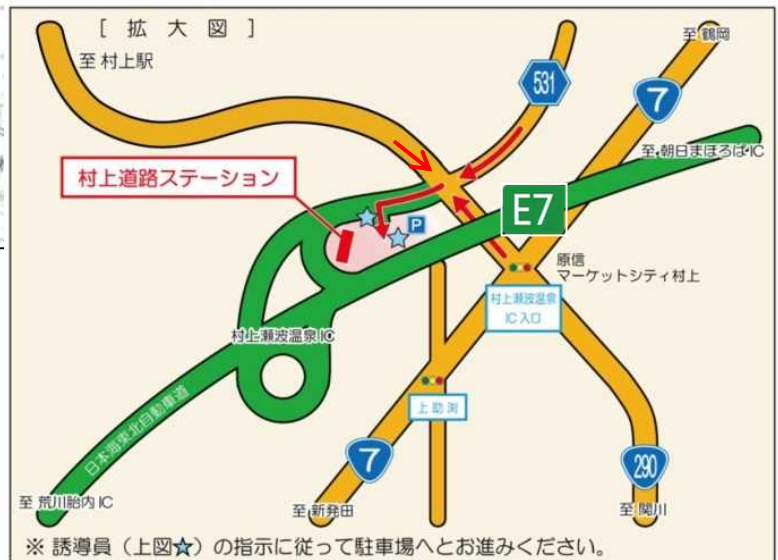 [ 拡 大 図 ]
至 村上駅
至 鶴岡
531
7
至 朝日まほろばIC
村上道路ステーション
P
E7
原信
マーケットシティ村上
村上瀬波温泉
IC入口
村上瀬波温泉IC
上助渕
日本海東北自動車道
7
290
至 荒川胎内IC
至 新発田
至 関川
※ 誘導員（上図★）の指示に従って駐車場へとお進みください。